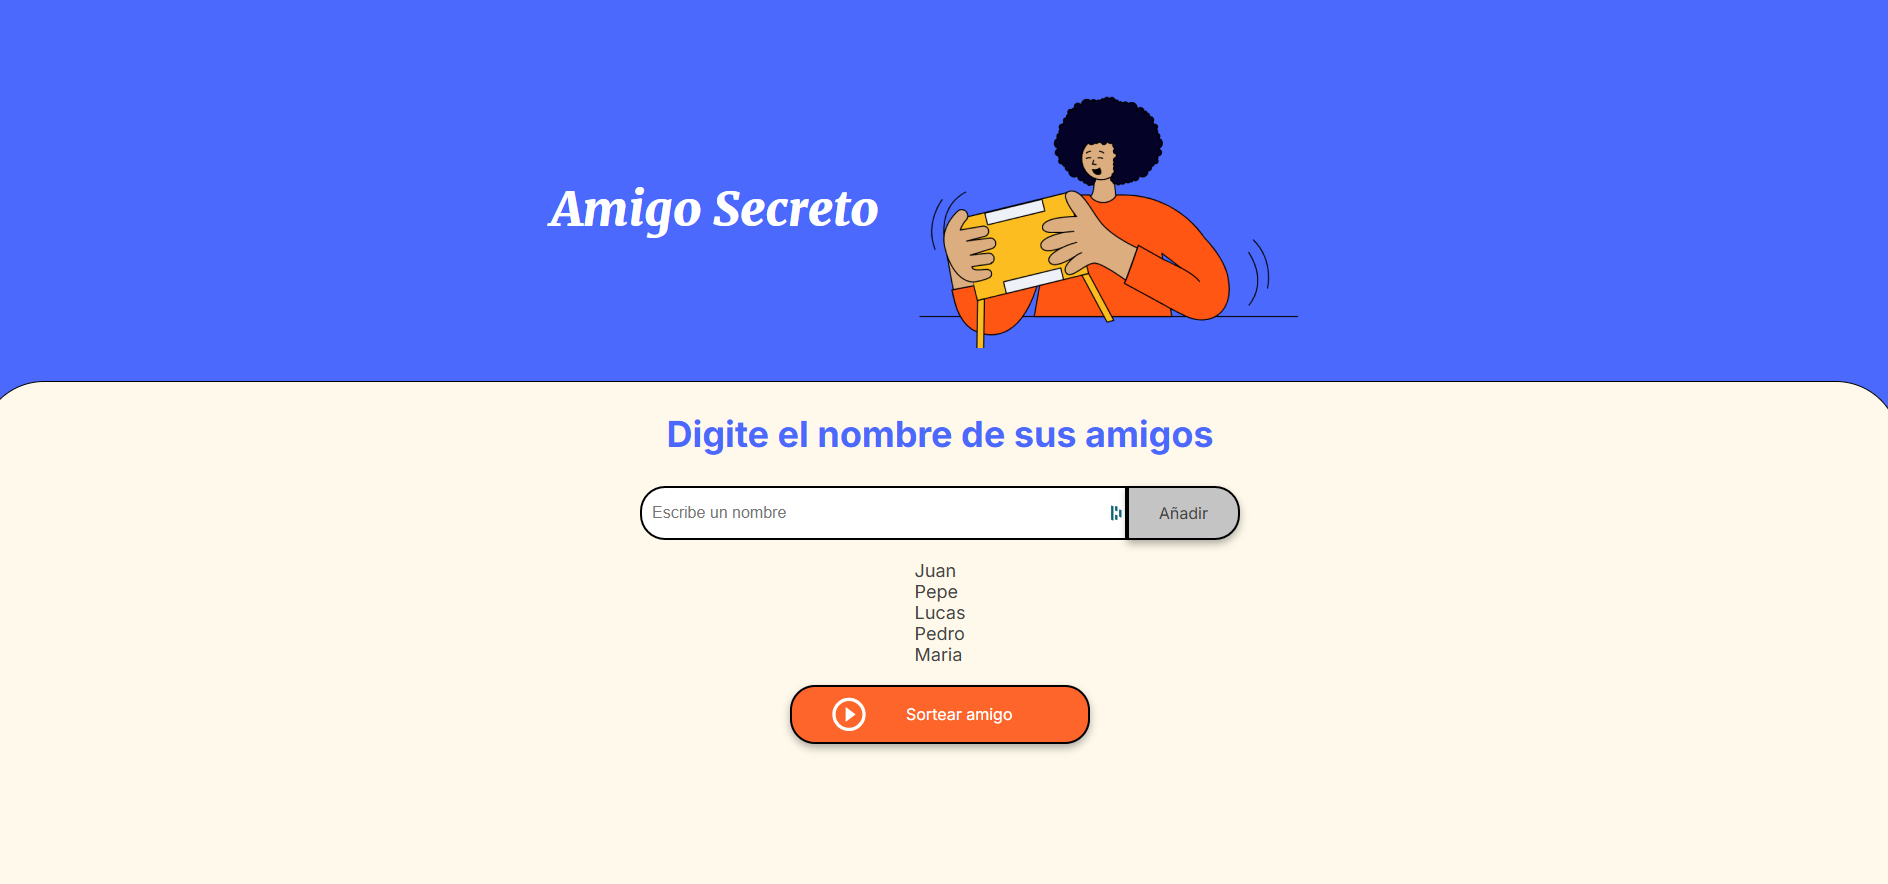 Amigo Secreto
Digite el nombre de sus amigos
Escribe un nombre
Añadir
Juan
Pepe
Lucas
Pedro
Maria
Sortear amigo